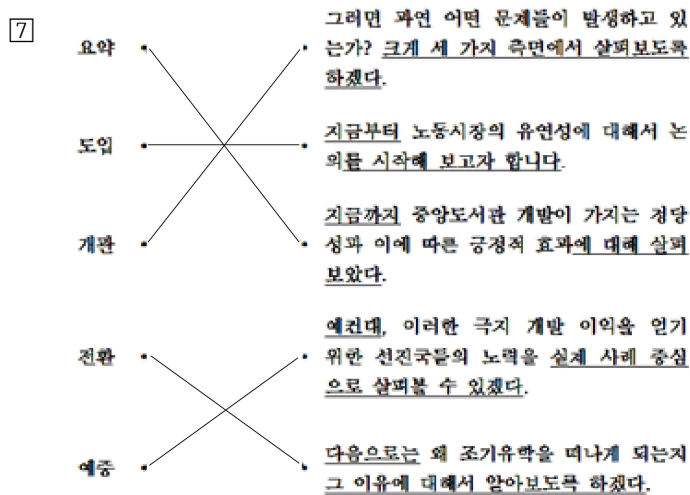 7
그러면 과연 어떤 문제들이 발생하고 있
요약
는가? 크게 세 가지 측면에서 살펴보도록
하겠다.
지금부터 노동시장의 유연성에 대해서 논
도입
의를 시작해 보고자 합니다.
지금까지 중앙도서관 개발이 가지는 정당
개관
성과 이에 따른 긍정적 효과에 대해 살펴
보았다.
예컨대, 이러한 극지 개발 이익을 얻기
전환
위한 선진국들의 노력을 실제 사례 중심
으로 살펴볼 수 있겠다.
다음으로는 왜 조기유학을 떠나게 되는지
예증
그 이유에 대해서 알아보도록 하겠다.